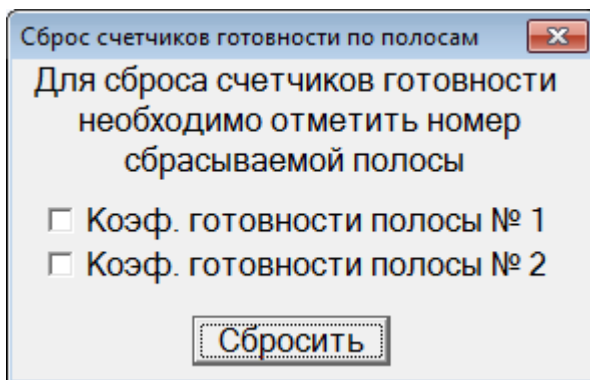 Сброс счетчиков готовности по полосам
Для сброса счетчиков готовности
необходимо отметить номер
сбрасываемой полосы
Коэф. готовности полосы № 1
Коэф. готовности полосы № 2
Сбросить